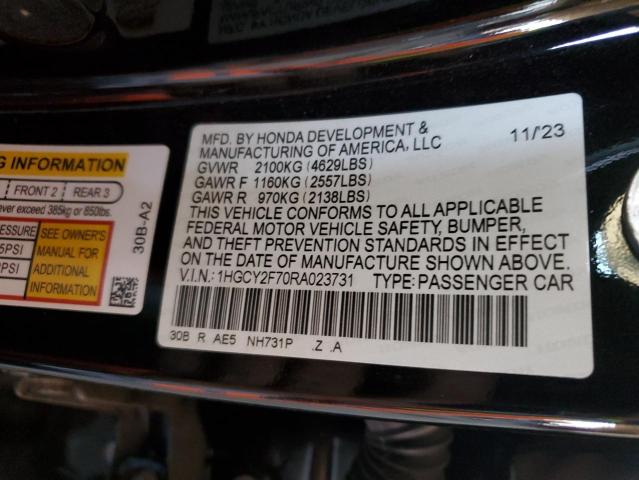 G INFORMATION
FRONT 2 REAR 3
ever exceed 385kg or 850lbs.
RESSURE SEE OWNER'S
5PSI MANUAL FOR
PSI ADDITIONAL
INFORMATION
30B-A2
MFD. BY HONDA DEVELOPMENT &
MANUFACTURING OF AMERICA, LLC 11/23
GVWR 2100KG (4629LBS)
GAWR F 1160KG (2557LBS)
GAWR R 970KG (2138LBS)
THIS VEHICLE CONFORMS TO ALL APPLICABLE
FEDERAL MOTOR VEHICLE SAFETY, BUMPER,
AND THEFT PREVENTION STANDARDS IN EFFECT
ON THE DATE OF MANUFACTURE SHOWN ABOVE.
V.I.N.: 1HGCY2F70RA023731 TYPE: PASSENGER CAR
30B R AE5 NH731P .Z .A